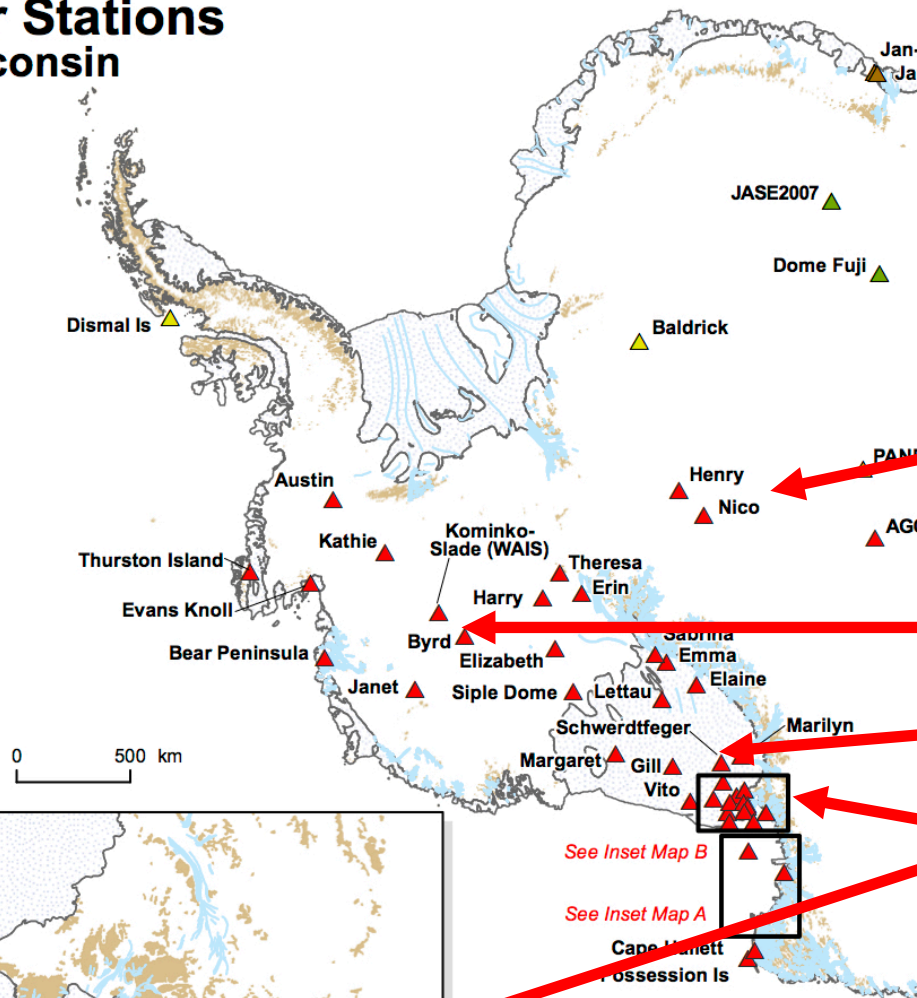 r Stations
consin
Jan-
Ja
JASE2007
Dome Fuji
Dismal Is
Baldrick
PAN
Henry
Nico
Austin
AGO
Kominko-
Slade (WAIS)
Kathie
Thurston Island
Theresa
Erin
Harry
Evans Knoll
Byrd
Sabrina
Bear Peninsula
Elizabeth
Emma
Elaine
Janet
Siple Dome
Lettau
Schwerdtfeger
Marilyn
0 500 km
Margaret
Gill
Vito
See Inset Map B
See Inset Map A
Cape Hallett
Possession Is